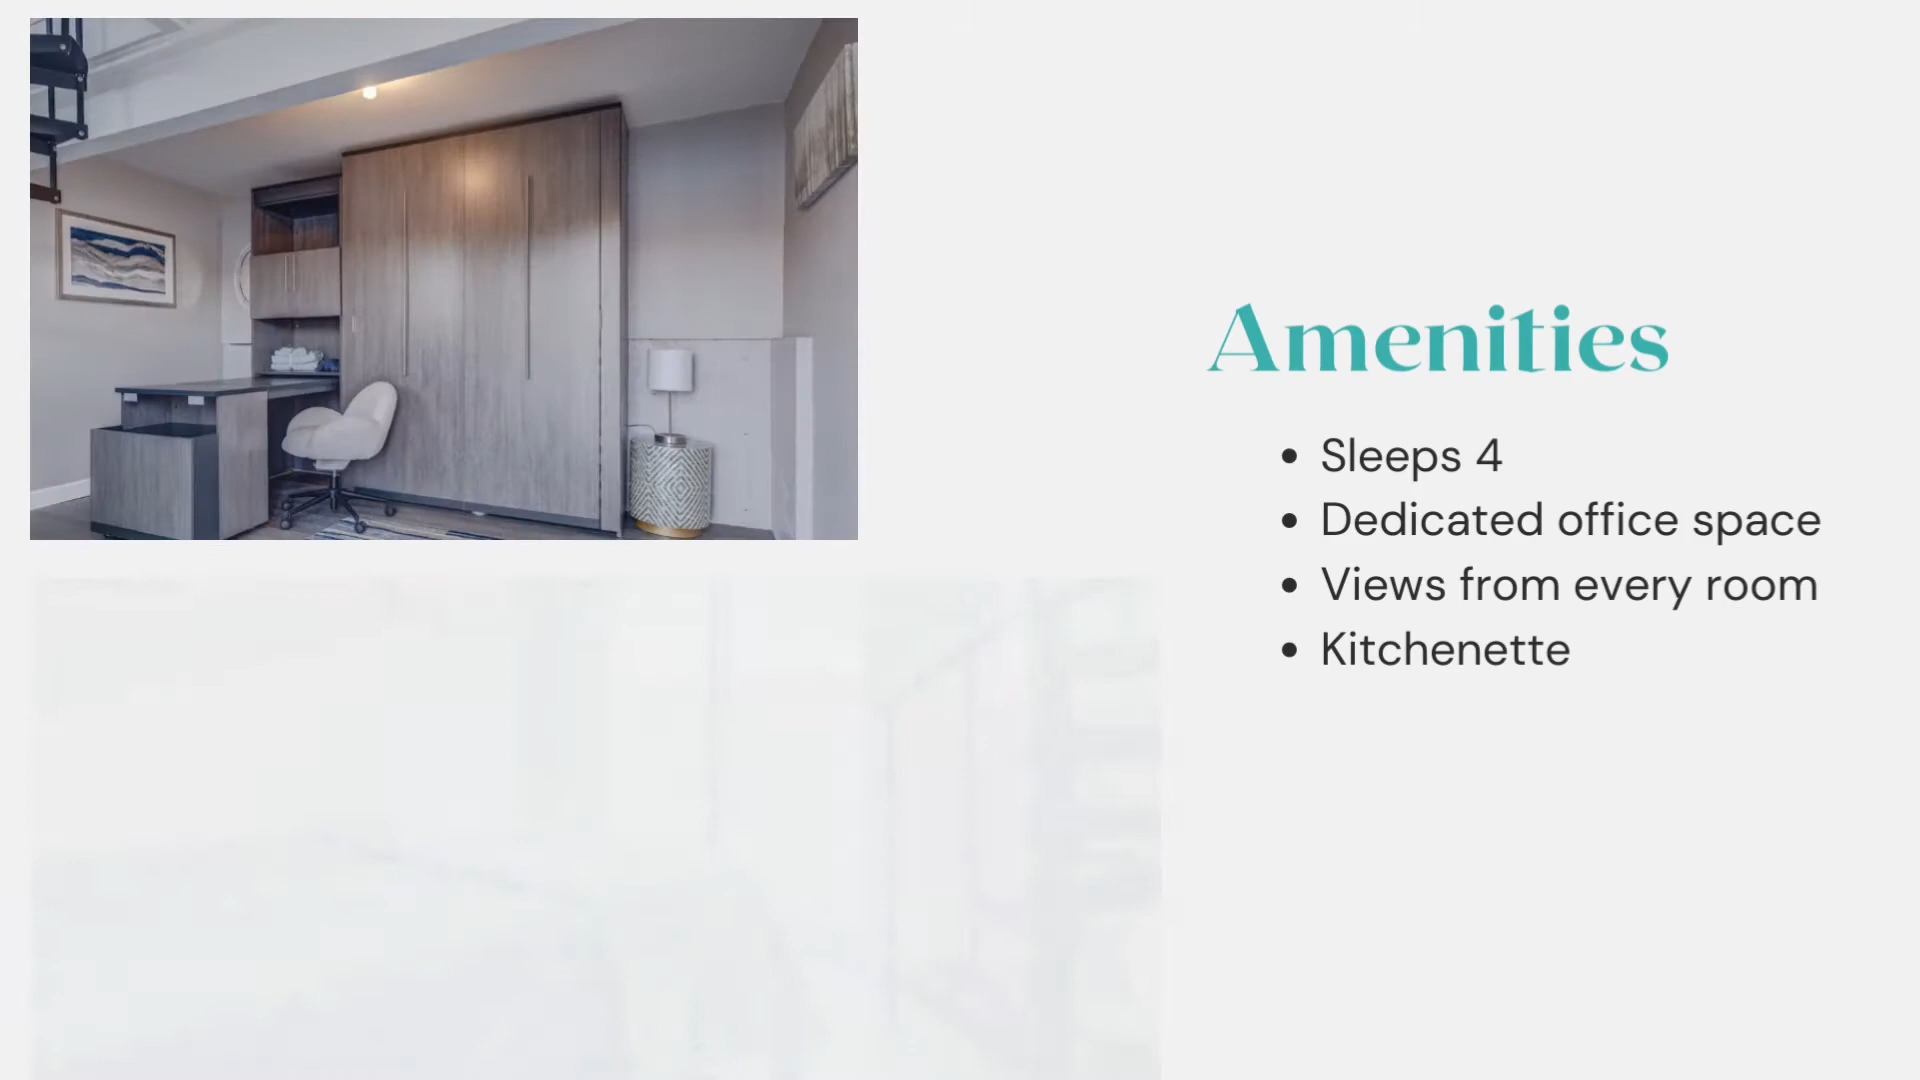 Amenities
• Sleeps 4
• Dedicated office space
• Views from every room
• Kitchenette